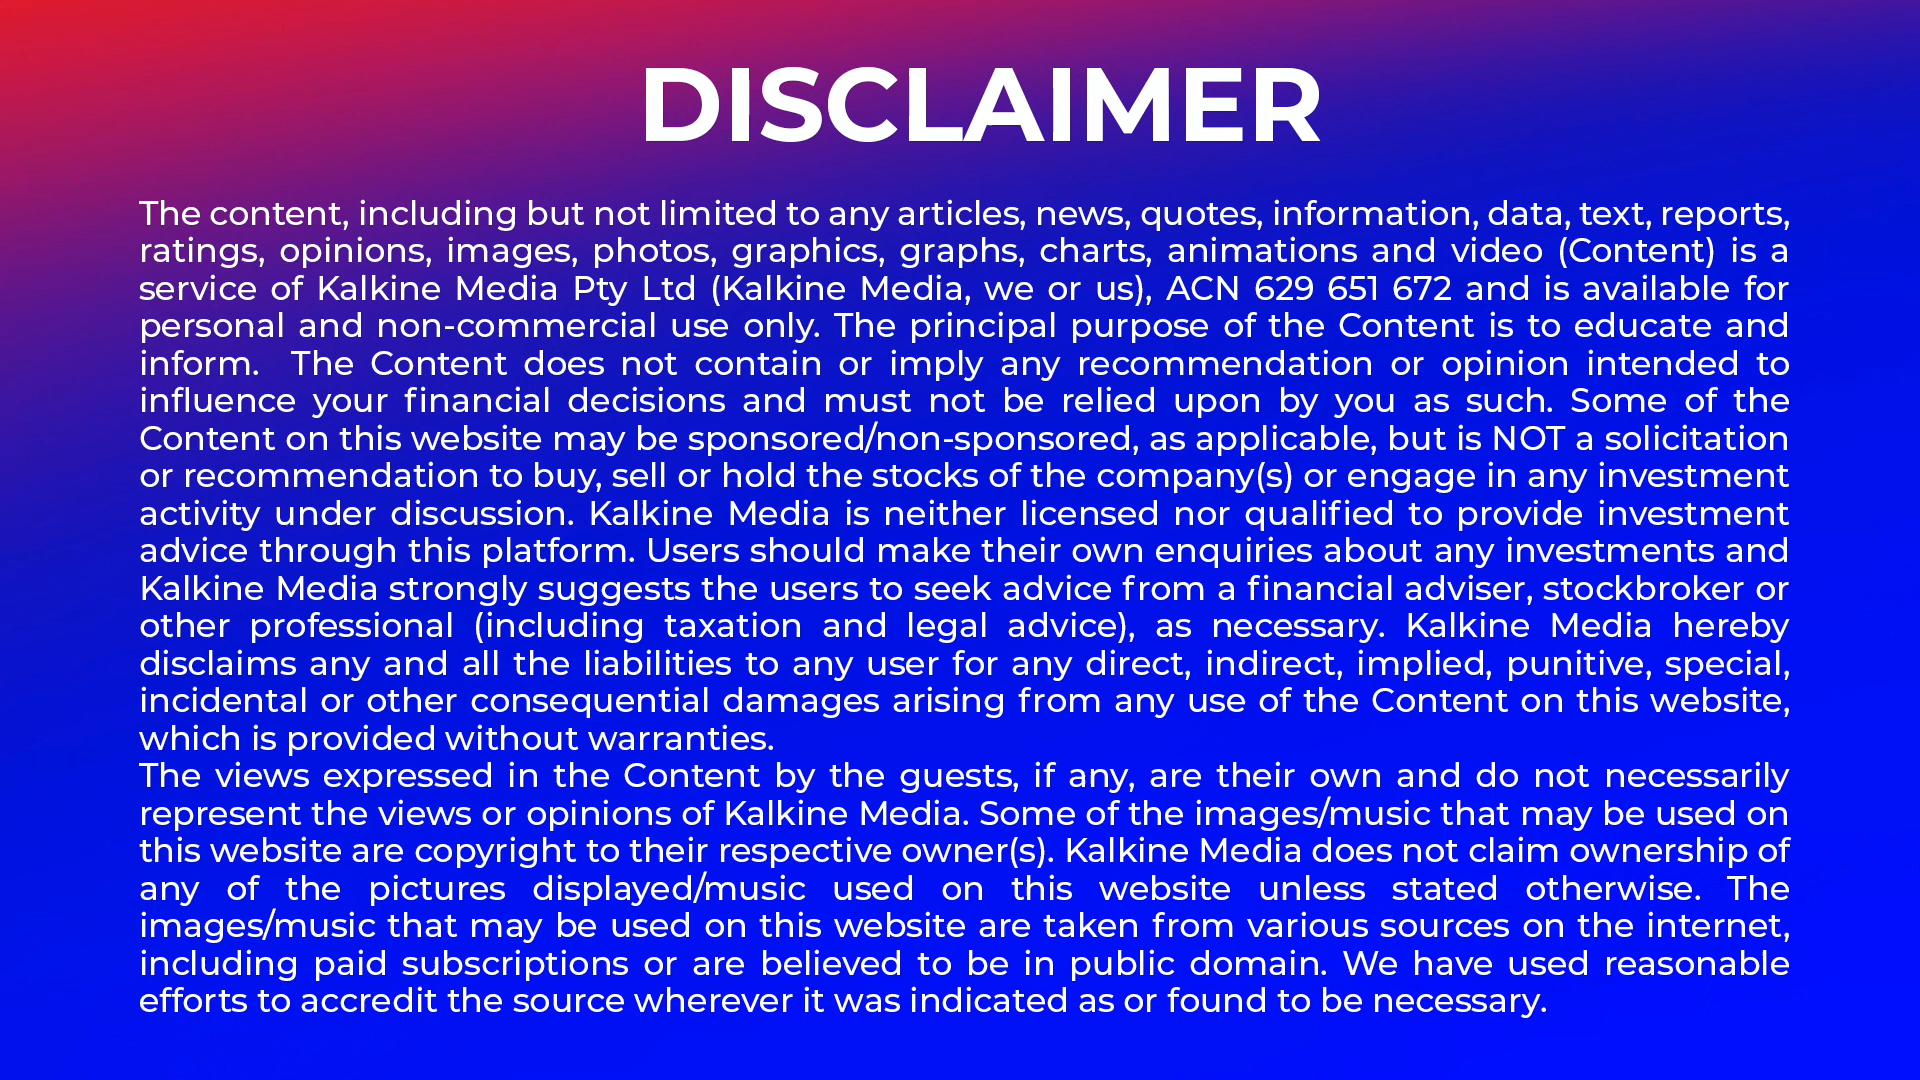 DISCLAIMER
The content, including but not limited to any articles, news, quotes, information, data, text, reports,
ratings, opinions, images, photos, graphics, graphs, charts, animations and video (Content) is a
service of Kalkine Media Pty Ltd (Kalkine Media, we or us), ACN 629 651 672 and is available for
personal and non-commercial use only. The principal purpose of the Content is to educate and
inform.  The Content does not contain or imply any recommendation or opinion intended to
influence your financial decisions and must not be relied upon by you as such. Some of the
Content on this website may be sponsored/non-sponsored, as applicable, but is NOT a solicitation
or recommendation to buy, sell or hold the stocks of the company(s) or engage in any investment
activity under discussion. Kalkine Media is neither licensed nor qualified to provide investment
advice through this platform. Users should make their own enquiries about any investments and
Kalkine Media strongly suggests the users to seek advice from a financial adviser, stockbroker or
other professional (including taxation and legal advice), as necessary. Kalkine Media hereby
disclaims any and all the liabilities to any user for any direct, indirect, implied, punitive, special,
incidental or other consequential damages arising from any use of the Content on this website,
which is provided without warranties.
The views expressed in the Content by the guests, if any, are their own and do not necessarily
represent the views or opinions of Kalkine Media. Some of the images/music that may be used on
this website are copyright to their respective owner(s). Kalkine Media does not claim ownership of
any of the pictures displayed/music used on this website unless stated otherwise. The
images/music that may be used on this website are taken from various sources on the internet,
including paid subscriptions or are believed to be in public domain. We have used reasonable
efforts to accredit the source wherever it was indicated as or found to be necessary.